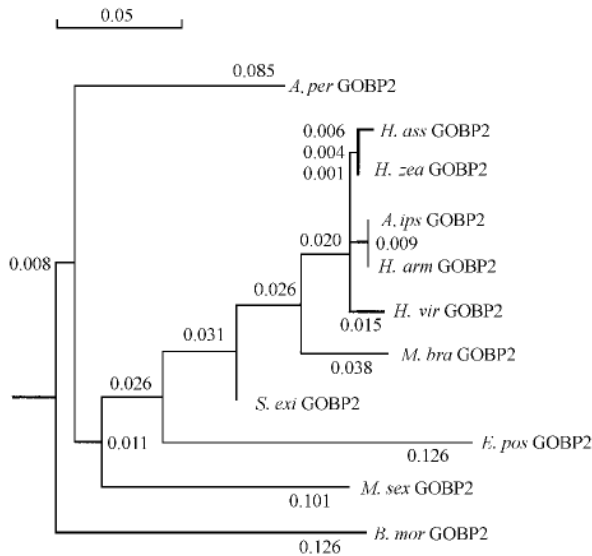 0.05
0.085
A. per GOBP2
0.006
H. ass GOBP2
0.004
0.001
H. zea GOBP2
A. ips GOBP2
0.009
0.020
H. arm GOBP2
0.008
0.026
H. vir GOBP2
0.015
0.031
M. bra GOBP2
0.038
0.026
S. exi GOBP2
0.011
E. pos GOBP2
0.126
M. sex GOBP2
0.101
B. mor GOBP2
0.126